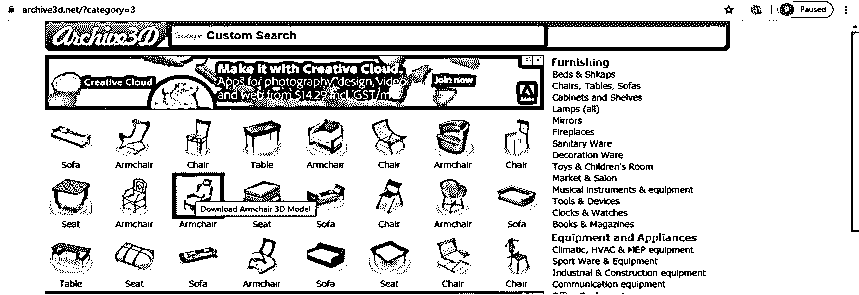 archive3d.net/?category=3
Paused
Archive3D
Custom Search
Creative Cloud
Make it with Creative Cloud.
Apps for photography, design, video
and web from $14.29 incl. GST/m
Join now
Furnishing
Beds & Shkaps
Chairs, Tables, Sofas
Cabinets and Shelves
Lamps (all)
Mirrors
Fireplaces
Sanitary Ware
Decoration Ware
Toys & Children's Room
Market & Salon
Musical Instruments & equipment
Tools & Devices
Clocks & Watches
Books & Magazines
Equipment and Appliances
Climatic, HVAC & MEP equipment
Sport Ware & Equipment
Industrial & Construction equipment
Communication equipment
Sofa Armchair Chair Table Armchair Chair Armchair Chair
Seat Armchair Armchair Seat Sofa Chair Armchair Sofa
Download Armchair 3D Model
Table Seat Sofa Armchair Sofa Seat Chair Chair